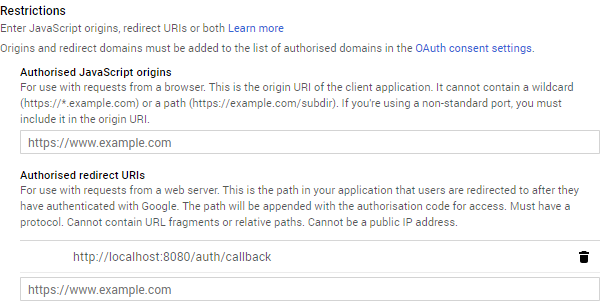 Restrictions
Enter JavaScript origins, redirect URIs or both Learn more
Origins and redirect domains must be added to the list of authorised domains in the OAuth consent settings.
Authorised JavaScript origins
For use with requests from a browser. This is the origin URI of the client application. It cannot contain a wildcard
(https://*.example.com) or a path (https://example.com/subdir). If you're using a non-standard port, you must
include it in the origin URI.
https://www.example.com
Authorised redirect URIs
For use with requests from a web server. This is the path in your application that users are redirected to after they
have authenticated with Google. The path will be appended with the authorisation code for access. Must have a
protocol. Cannot contain URL fragments or relative paths. Cannot be a public IP address.
http://localhost:8080/auth/callback
https://www.example.com